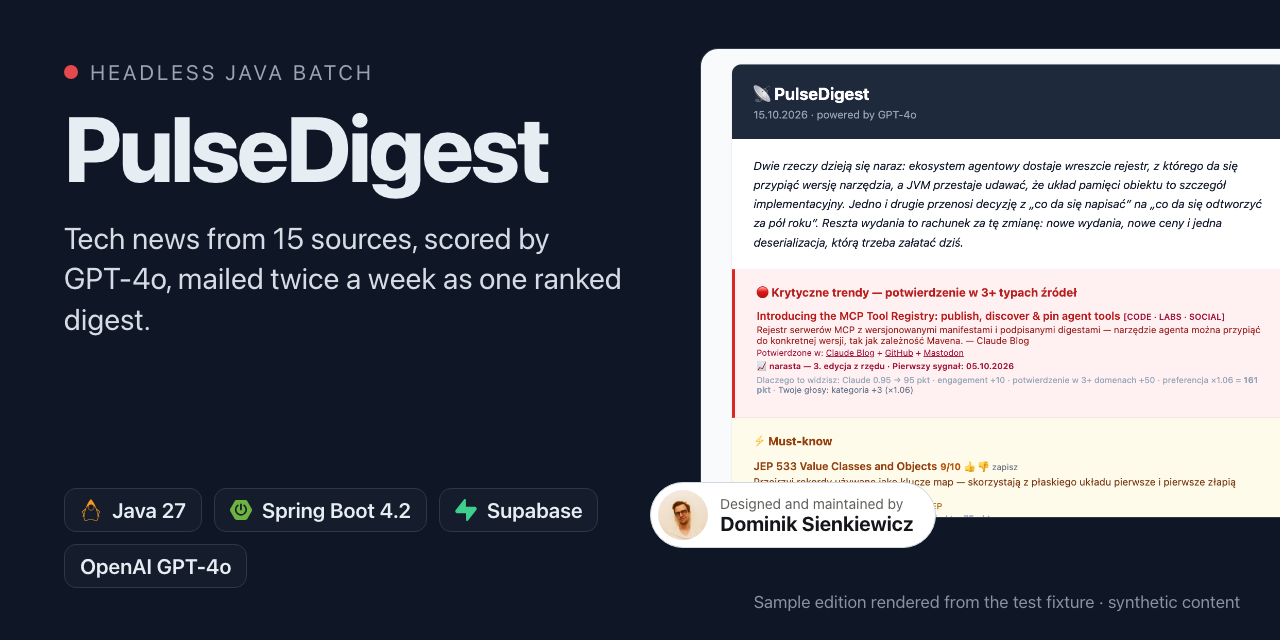 HEADLESS JAVA BATCH
PulseDigest
Tech news from 15 sources, scored by
GPT-4o, mailed twice a week as one ranked
digest.
Java 27
Spring Boot 4.2
Supabase
OpenAI GPT-4o
PulseDigest
15.10.2026 · powered by GPT-4o
Dwie rzeczy dzieją się naraz: ekosystem agentowy dostaje wreszcie rejestr, z którego da się
przypiąć wersję narzędzia, a JVM przestaje udawać, że układ pamięci obiektu to szczegół
implementacyjny. Jedno i drugie przenosi decyzję z „co da się napisać” na „co da się odtworzyć
za pół roku”. Reszta wydania to rachunek za tę zmianę: nowe wydania, nowe ceny i jedna
deserializacja, którą trzeba załatać dziś.
Krytyczne trendy — potwierdzenie w 3+ typach źródeł
Introducing the MCP Tool Registry: publish, discover & pin agent tools [CODE · LABS · SOCIAL]
Rejestr serwerów MCP z wersjonowanymi manifestami i podpisanymi digestami — narzędzie agenta można przypiąć
do konkretnej wersji, tak jak zależność Mavena. — Claude Blog
Potwierdzone w: Claude Blog + GitHub + Mastodon
narasta — 3. edycja z rzędu · Pierwszy sygnał: 05.10.2026
Dlaczego to widzisz: Claude 0.95 → 95 pkt · engagement +10 · potwierdzenie w 3+ domenach +50 · preferencja ×1.06 = 161
pkt · Twoje głosy: kategoria +3 (×1.06)
Must-know
JEP 533 Value Classes and Objects 9/10 zapisz
Przejrzyj rekordy używane jako klucze map — skorzystają z płaskiego układu pierwsze i pierwsze złapią
Designed and maintained by
Dominik Sienkiewicz
Sample edition rendered from the test fixture · synthetic content